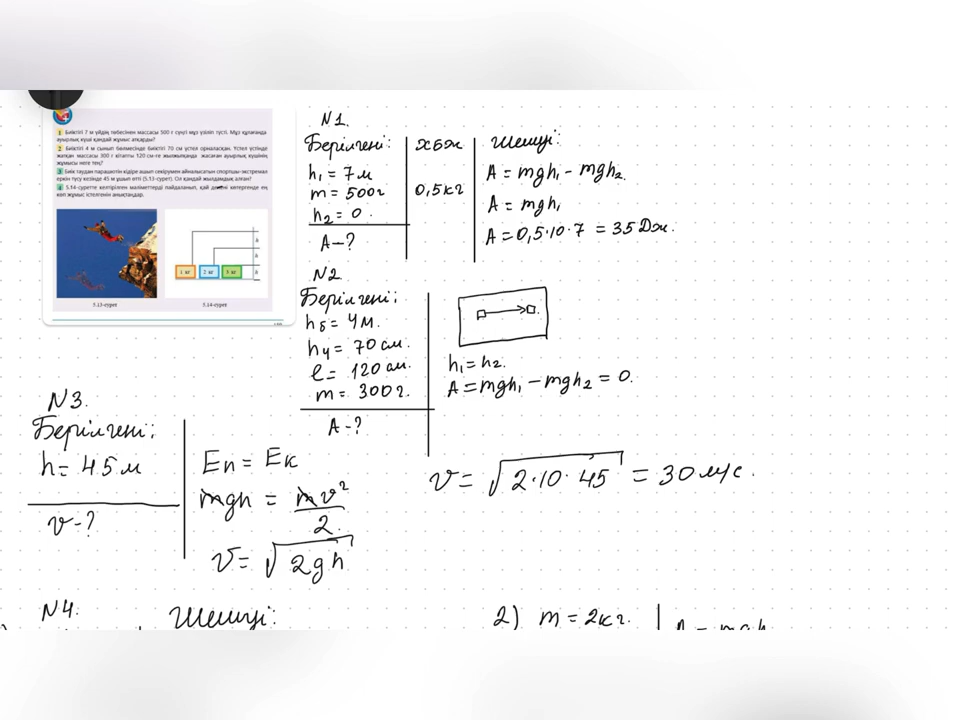 1 Биіктігі 7 м үйдің төбесінен массасы 500 г сүңгі мұз үзіліп түсті. Мұз құлағанда
ауырлық күші қандай жұмыс атқарды?
2 Биіктігі 4 м сынып бөлмесінде биіктігі 70 см үстел орналасқан. Үстел үстінде
жатқан массасы 300 г кітапты 120 см-ге жылжытқанда жасаған ауырлық күшінің
жұмысы неге тең?
3 Биік таудан парашютін кідіре ашып секірумен айналысатын спортшы-экстремал
еркін түсу кезінде 45 м ұшып өтті (5.13-сурет). Ол қандай жылдамдық алған?
4 5.14-суретте келтірілген мәліметтерді пайдаланып, қай денені көтергенде ең
көп жұмыс істелгенін анықтаңдар.
1 кг 2 кг 3 кг
h
h
h
5.13-сурет 5.14-сурет
N1.
Берілгені: ХБЖ Шешуі:
h₁ = 7м
m = 500г 0,5кг
h₂ = 0.
A-?
A = mgh₁ - mgh₂.
A = mgh₁
A = 0,5·10·7 = 35 Дж.
N2.
Берілгені:
hб = 4м.
hч = 70 см.
ℓ = 120 см.
m = 300г.
A-?
h₁ = h₂.
A = mgh₁ - mgh₂ = 0.
N3.
Берілгені:
h = 45 м
v-?
Eп = Eк
mgh = mv²/2.
v = √2gh
v = √2·10·45 = 30 м/с.
N4.
Шешуі:
2) m = 2кг.
A = mgh